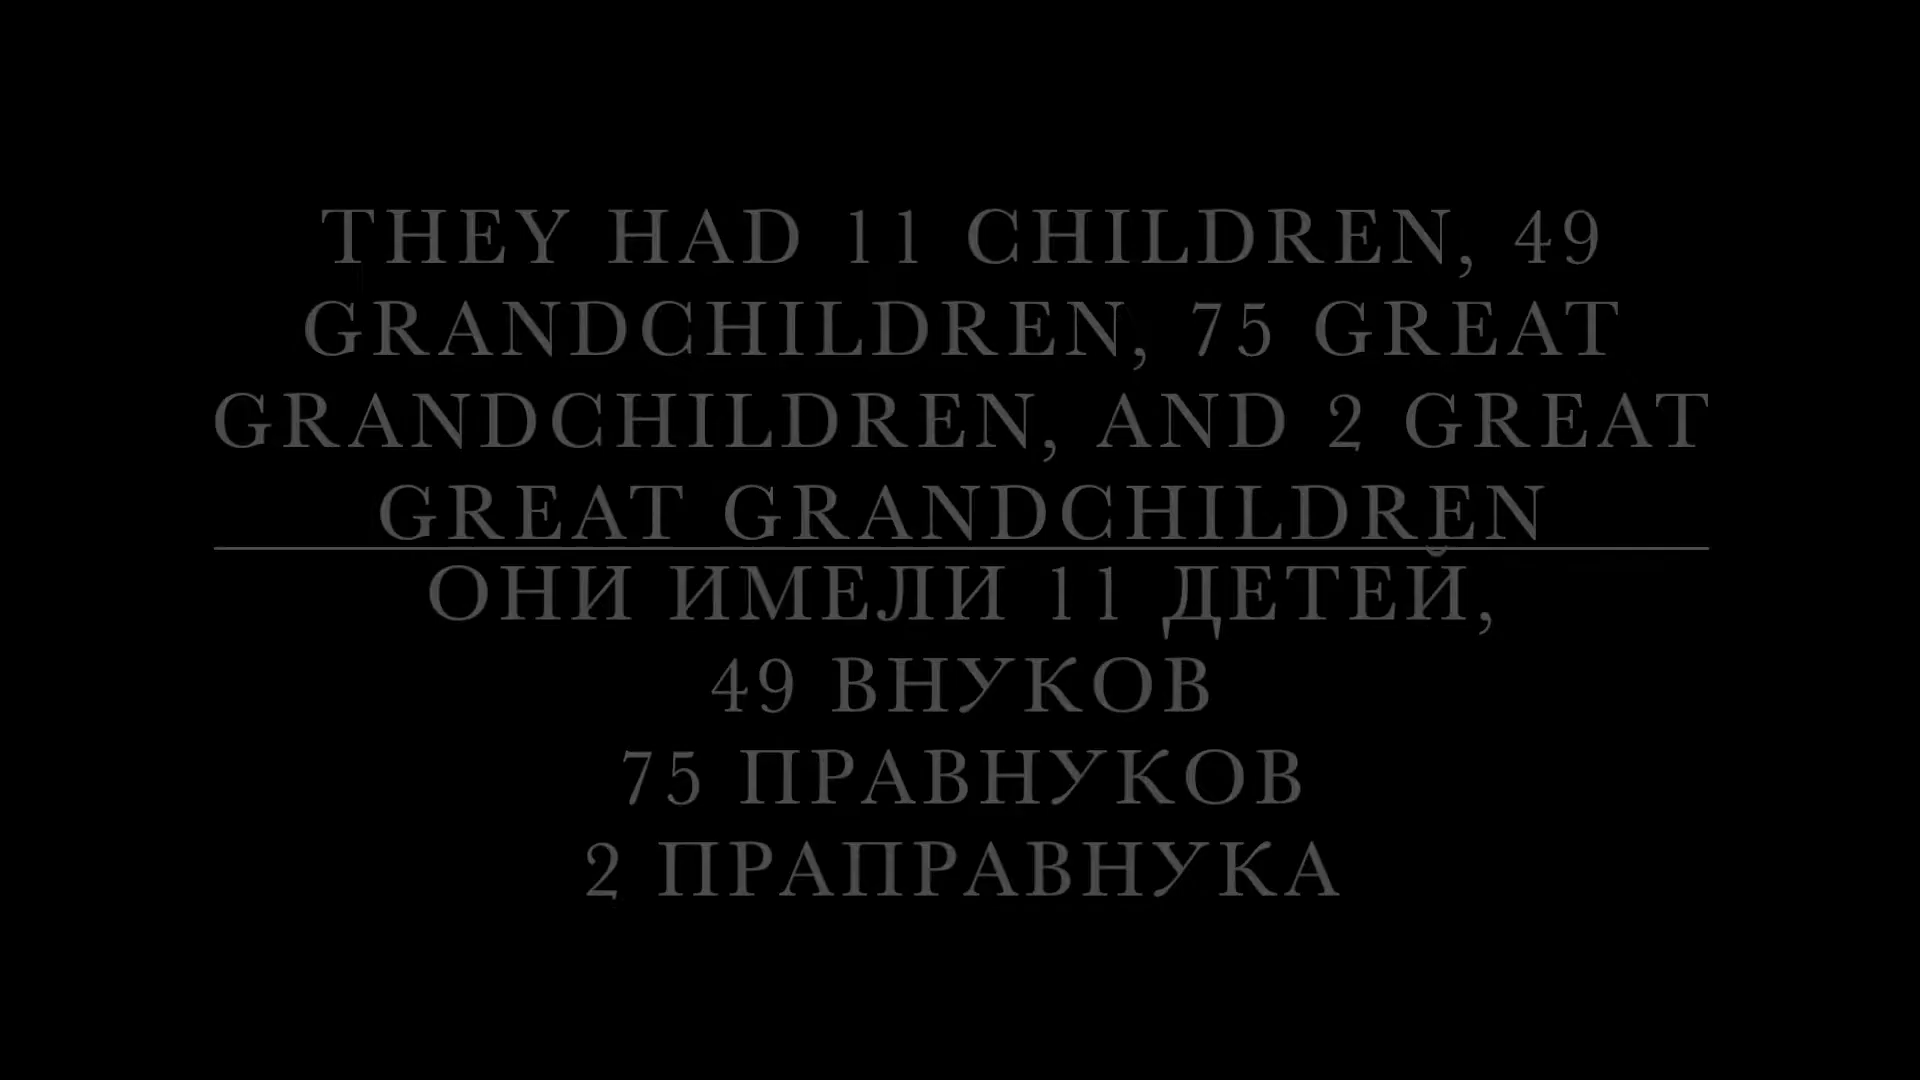 THEY HAD 11 CHILDREN, 49
GRANDCHILDREN, 75 GREAT
GRANDCHILDREN, AND 2 GREAT
GREAT GRANDCHILDREN
ОНИ ИМЕЛИ 11 ДЕТЕЙ,
49 ВНУКОВ
75 ПРАВНУКОВ
2 ПРАПРАВНУКА